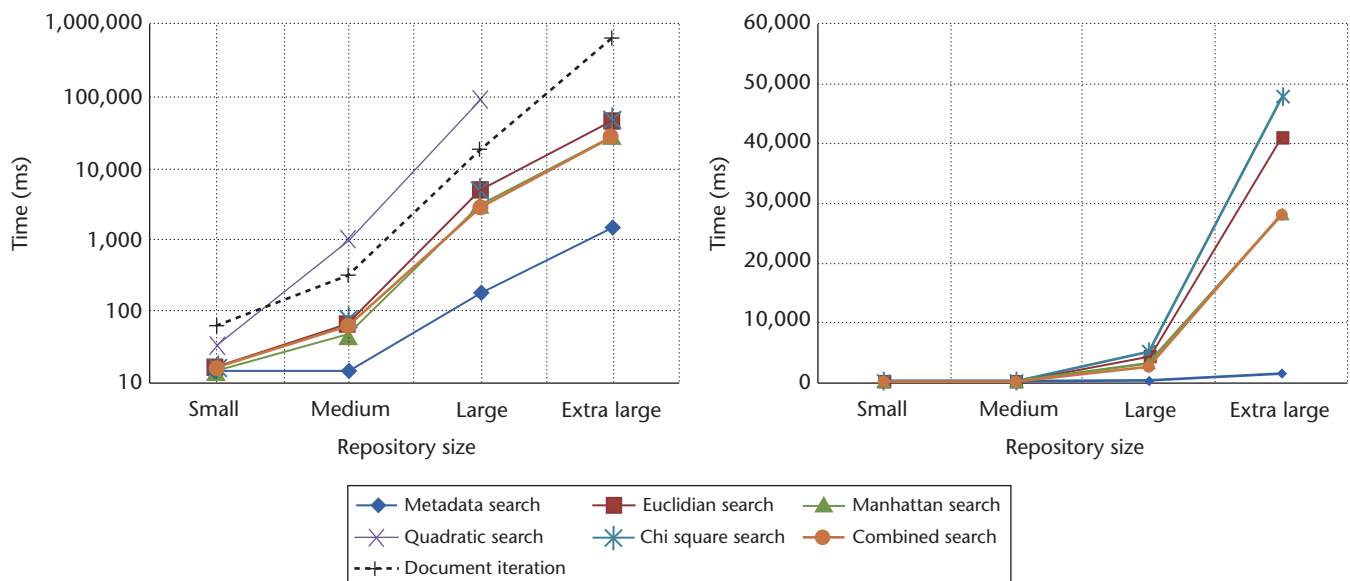 1,000,000
100,000
10,000
1,000
100
10
Time (ms)
Small Medium Large Extra large
Repository size
60,000
50,000
40,000
30,000
20,000
10,000
0
Time (ms)
Small Medium Large Extra large
Repository size
Metadata search Euclidian search Manhattan search
Quadratic search Chi square search Combined search
Document iteration